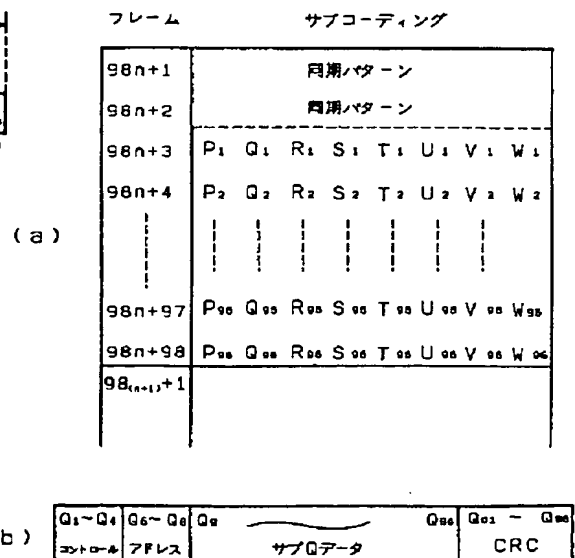 フレーム サブコーディング
98n+1 同期パターン
98n+2 同期パターン
98n+3 P1 Q1 R1 S1 T1 U1 V1 W1
98n+4 P2 Q2 R2 S2 T2 U2 V2 W2
(a)
98n+97 P95 Q95 R95 S95 T95 U95 V95 W95
98n+98 P96 Q96 R96 S96 T96 U96 V96 W96
98(n+1)+1
Q1~Q4 Q5~Q8 Q9 Q80 Q81 - Q96
b) コントロール アドレス サブQデータ CRC